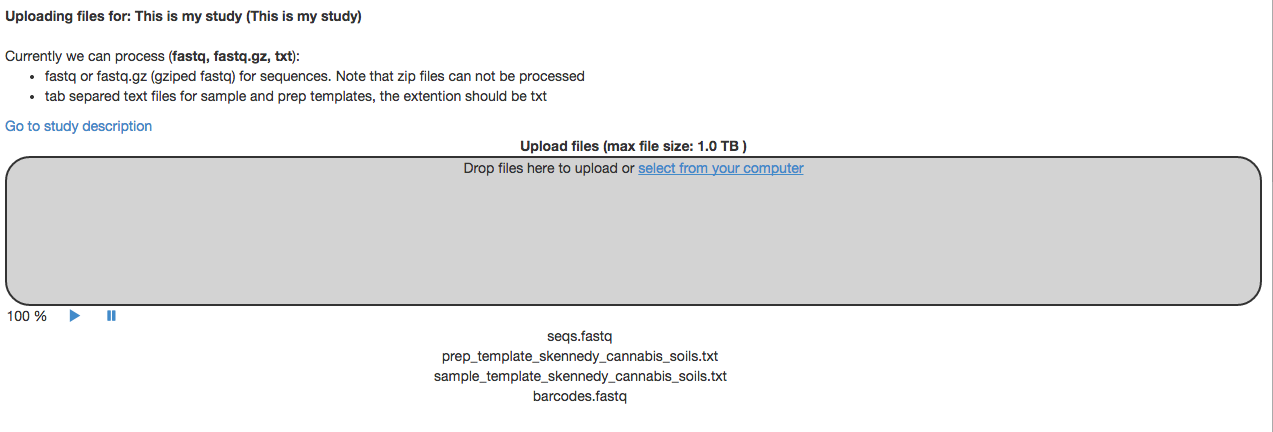 Uploading files for: This is my study (This is my study)
Currently we can process (fastq, fastq.gz, txt):
• fastq or fastq.gz (gziped fastq) for sequences. Note that zip files can not be processed
• tab separed text files for sample and prep templates, the extention should be txt
Go to study description
Upload files (max file size: 1.0 TB )
Drop files here to upload or select from your computer
100 %
seqs.fastq
prep_template_skennedy_cannabis_soils.txt
sample_template_skennedy_cannabis_soils.txt
barcodes.fastq